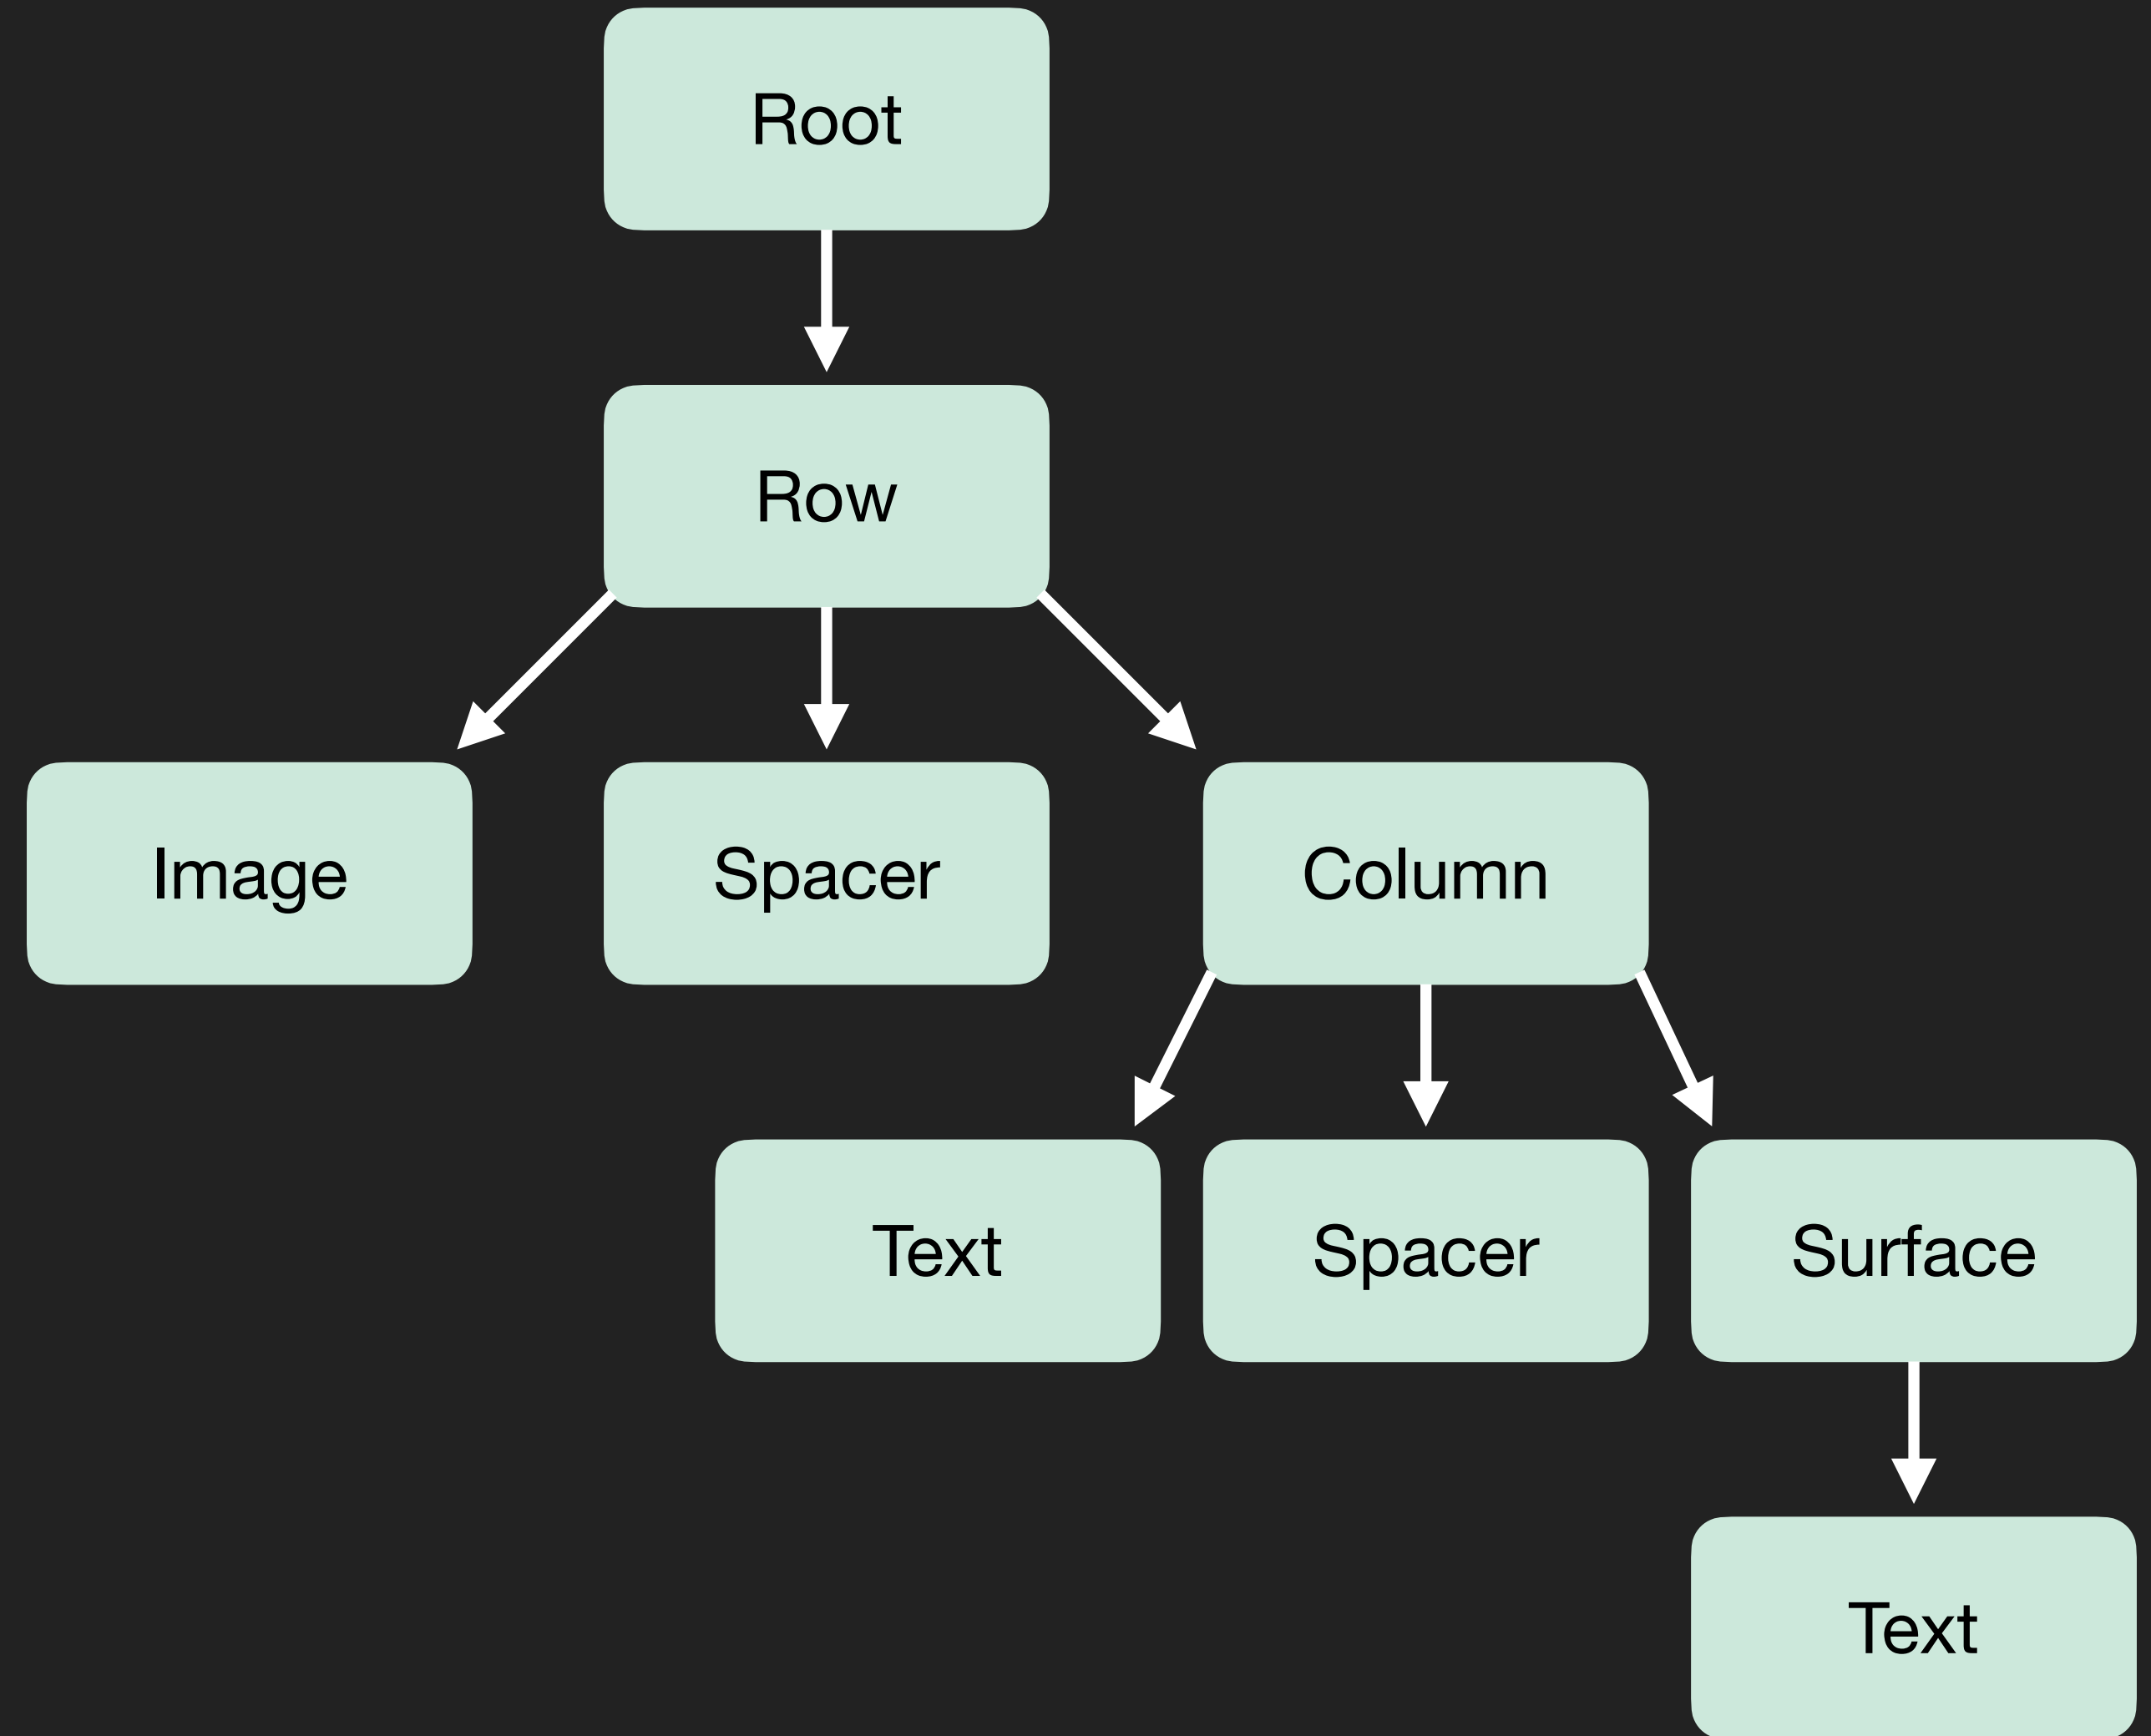 Root
Row
Image
Spacer
Column
Text
Spacer
Surface
Text